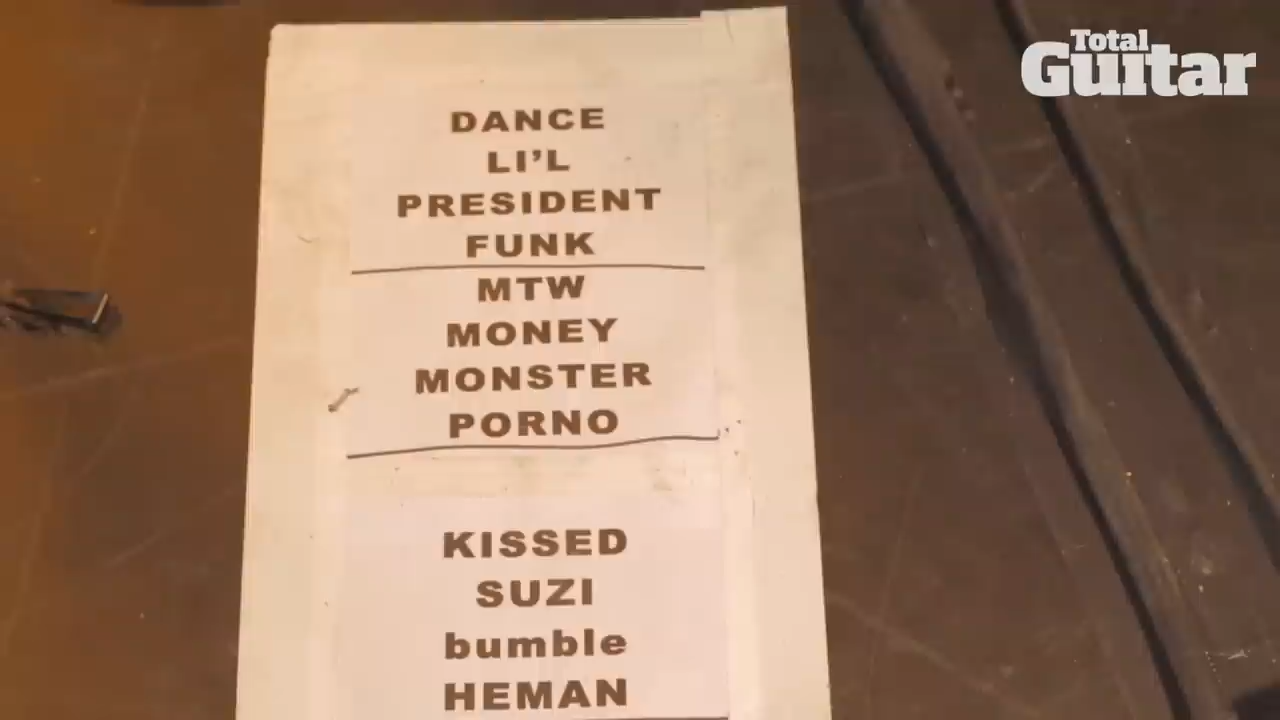 Total
Guitar
DANCE
LI'L
PRESIDENT
FUNK
MTW
MONEY
MONSTER
PORNO
KISSED
SUZI
bumble
HEMAN